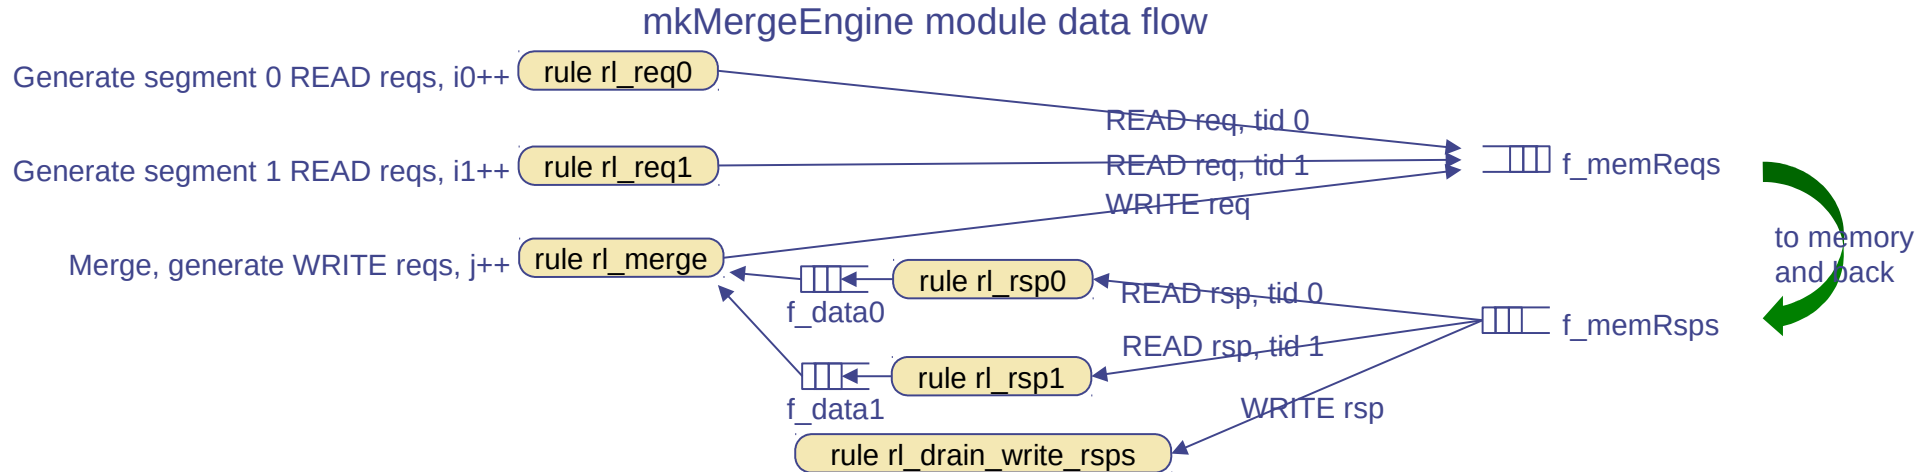 mkMergeEngine module data flow
Generate segment 0 READ reqs, i0++
rule rl_req0
READ req, tid 0
Generate segment 1 READ reqs, i1++
rule rl_req1
READ req, tid 1
f_memReqs
WRITE req
Merge, generate WRITE reqs, j++
rule rl_merge
to memory
and back
rule rl_rsp0
READ rsp, tid 0
f_data0
f_memRsps
READ rsp, tid 1
rule rl_rsp1
f_data1
WRITE rsp
rule rl_drain_write_rsps